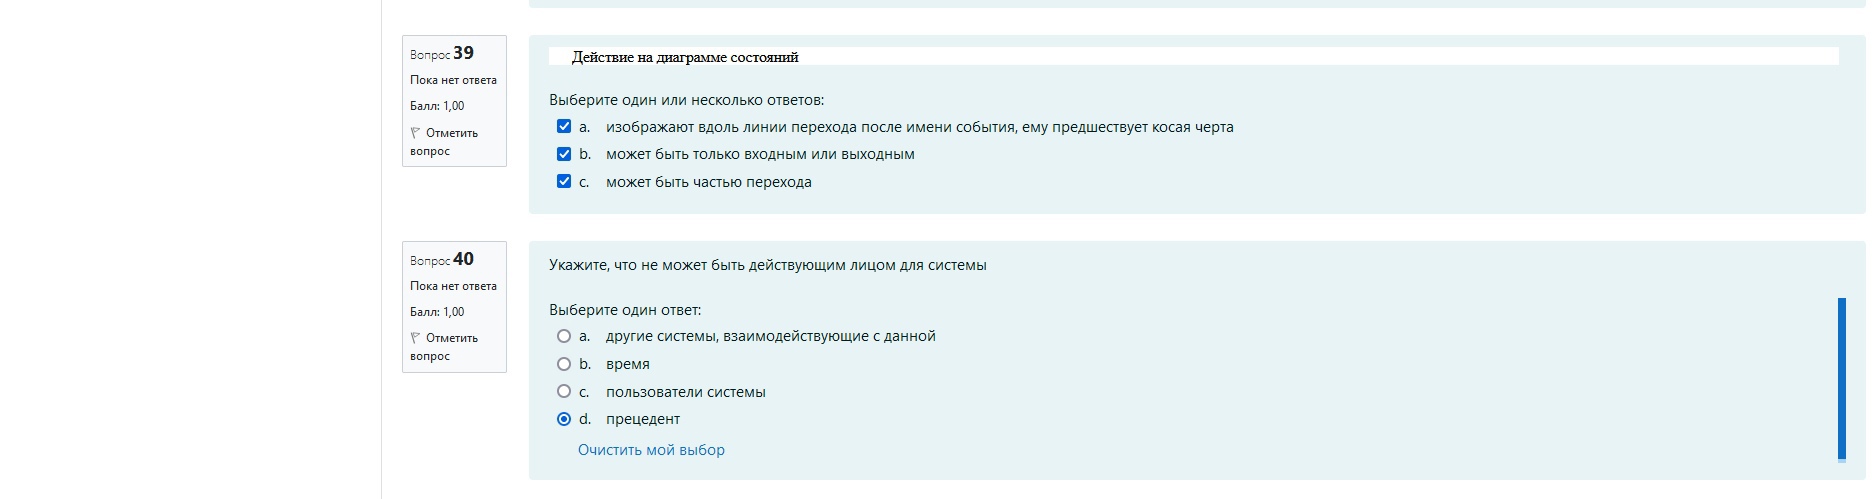 Вопрос 39
Пока нет ответа
Балл: 1,00
Отметить
вопрос
Действие на диаграмме состояний
Выберите один или несколько ответов:
a. изображают вдоль линии перехода после имени события, ему предшествует косая черта
b. может быть только входным или выходным
c. может быть частью перехода
Вопрос 40
Пока нет ответа
Балл: 1,00
Отметить
вопрос
Укажите, что не может быть действующим лицом для системы
Выберите один ответ:
a. другие системы, взаимодействующие с данной
b. время
c. пользователи системы
d. прецедент
Очистить мой выбор